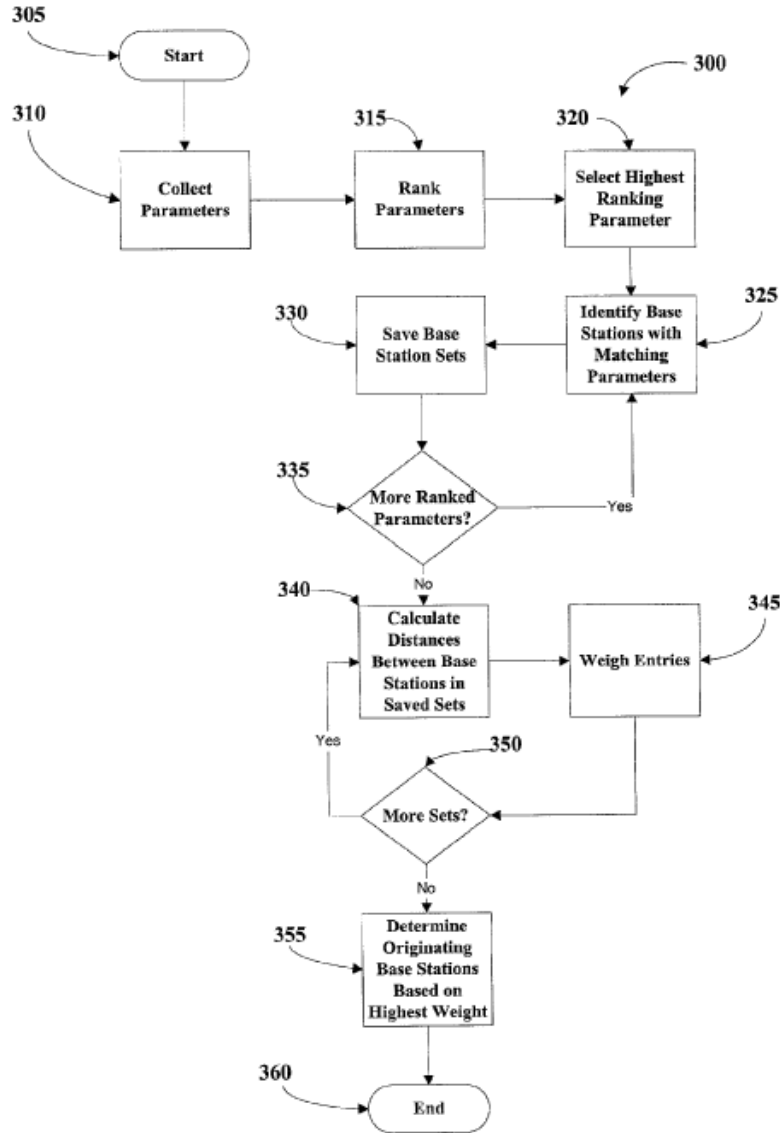 305
Start
300
310
315
320
Collect
Parameters
Rank
Parameters
Select Highest
Ranking
Parameter
330
Save Base
Station Sets
Identify Base
Stations with
Matching
Parameters
325
335
More Ranked
Parameters?
Yes
No
340
Calculate
Distances
Between Base
Stations in
Saved Sets
Weigh Entries
345
Yes
350
More Sets?
No
355
Determine
Originating
Base Stations
Based on
Highest Weight
360
End